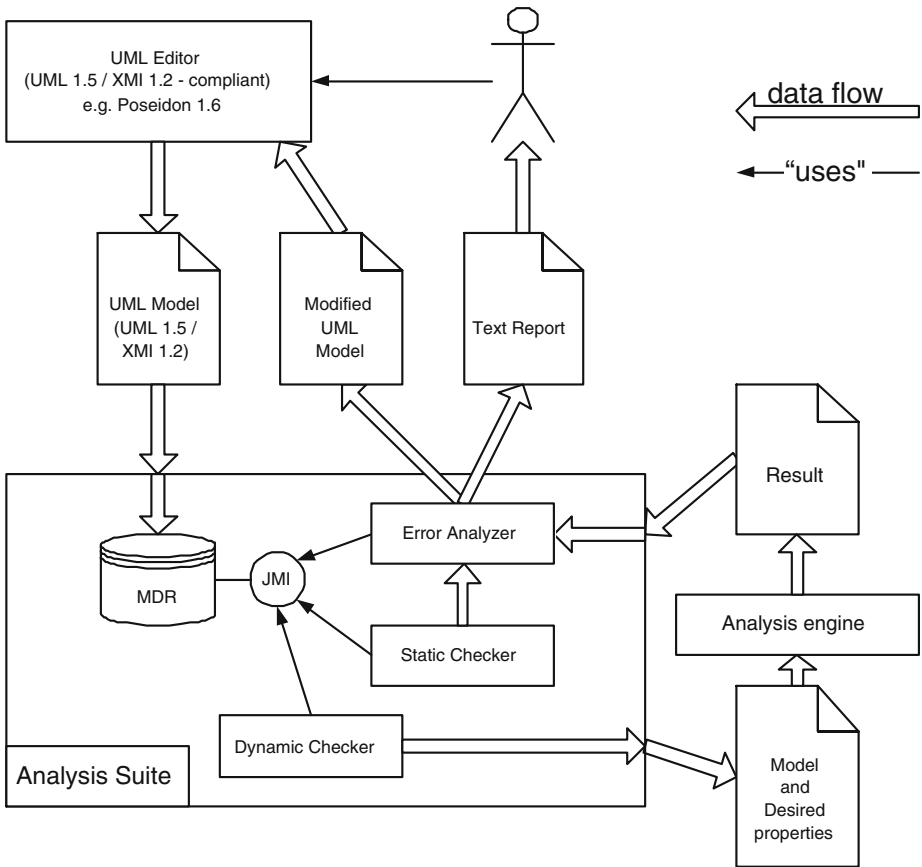 UML Editor
(UML 1.5 / XMI 1.2 - compliant)
e.g. Poseidon 1.6
data flow
“uses"
UML Model
(UML 1.5 /
XMI 1.2)
Modified
UML
Model
Text Report
Result
Error Analyzer
MDR
JMI
Static Checker
Analysis engine
Dynamic Checker
Analysis Suite
Model
and
Desired
properties